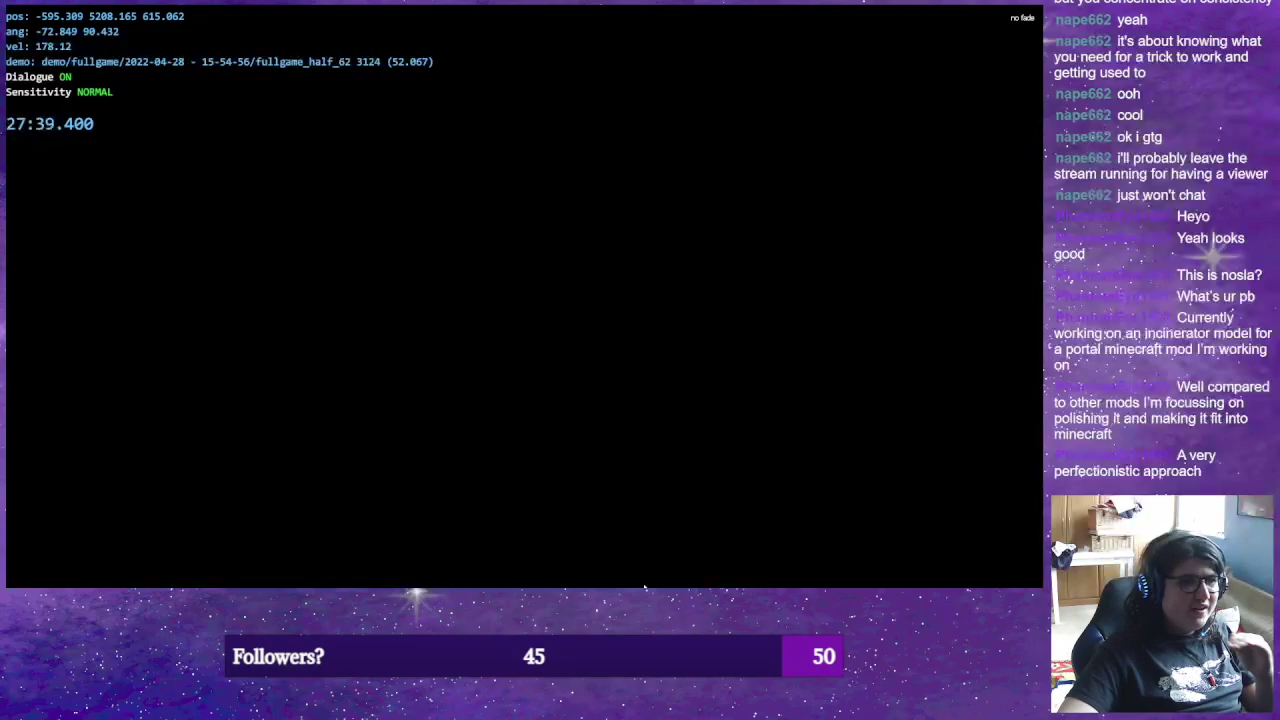 pos: -595.309 5208.165 615.062
ang: -72.849 90.432
vel: 178.12
demo: demo/fullgame/2022-04-28 - 15-54-56/fullgame_half_62 3124 (52.067)
Dialogue ON
Sensitivity NORMAL
27:39.400
no fade
but you concentrate on consistency
nape662 yeah
nape662 it's about knowing what
you need for a trick to work and
getting used to
nape662 ooh
nape662 cool
nape662 ok i gtg
nape662 i'll probably leave the
stream running for having a viewer
nape662 just won't chat
Heyo
Yeah looks
good
This is nosla?
What's ur pb
Currently
working on an incinerator model for
a portal minecraft mod I'm working
on
Well compared
to other mods I'm focussing on
polishing it and making it fit into
minecraft
A very
perfectionistic approach
Followers? 45 50